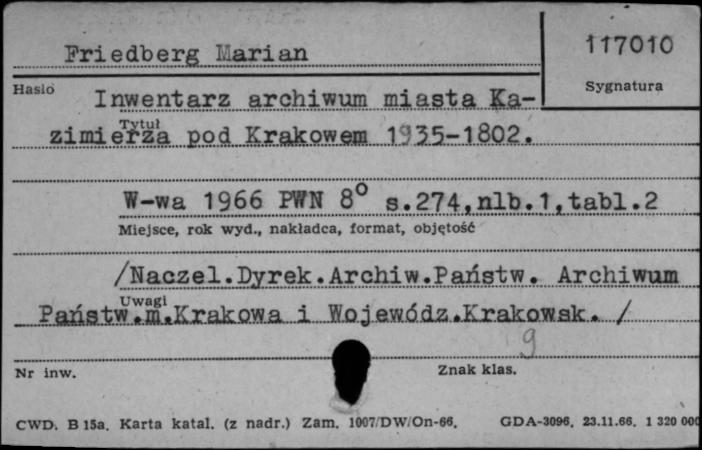 Friedberg Marian
117010
Hasło
Sygnatura
Inwentarz archiwum miasta Ka-
Tytuł
zimierza pod Krakowem 1935-1802.
W-wa 1966 PWN 8° s.274,nlb.1,tabl.2
Miejsce, rok wyd., nakładca, format, objętość
/Naczel.Dyrek.Archiw.Państw. Archiwum
Uwagi
Państw.m.Krakowa i Wojewódz.Krakowsk. /
9
Nr inw.
Znak klas.
CWD. B 15a. Karta katal. (z nadr.) Zam. 1007/DW/On-66.
GDA-3096. 23.11.66. 1 320 000